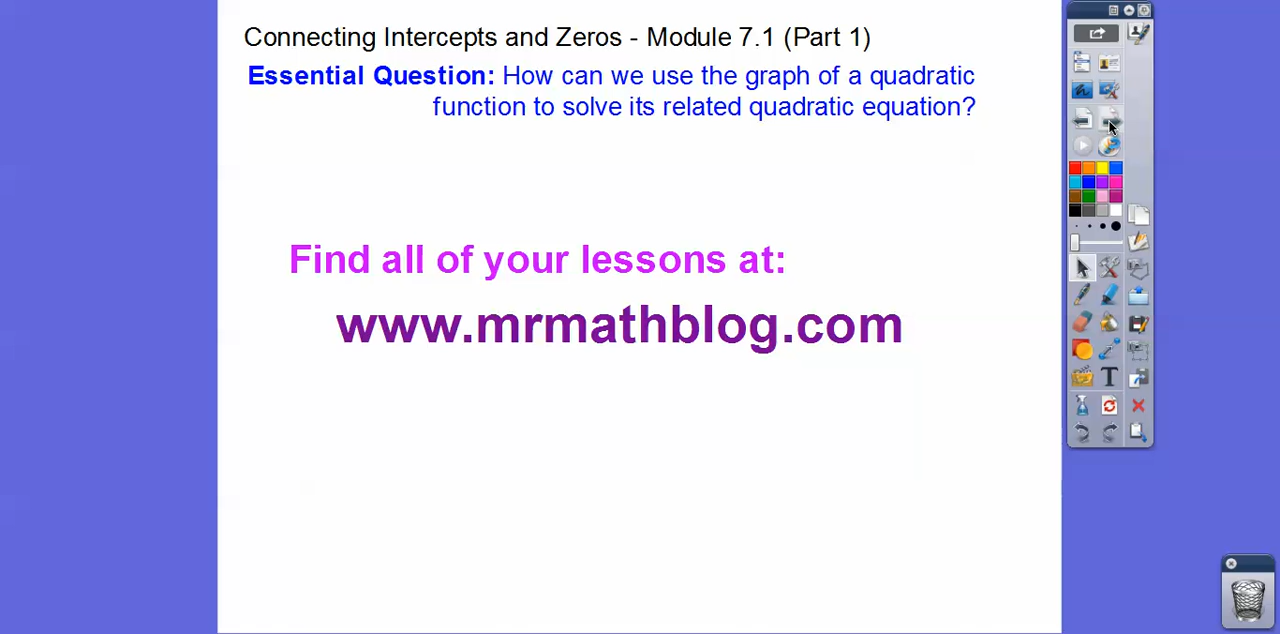 Connecting Intercepts and Zeros - Module 7.1 (Part 1)
Essential Question: How can we use the graph of a quadratic
function to solve its related quadratic equation?
Find all of your lessons at:
www.mrmathblog.com
T